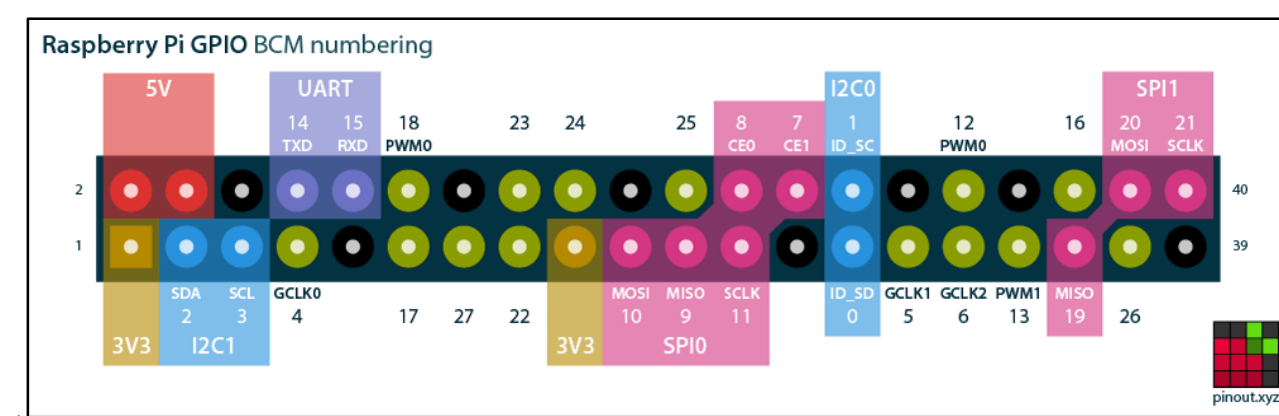 Raspberry Pi GPIO BCM numbering
5V UART I2C0 SPI1
14 15 18 23 24 25 8 7 1 12 16 20 21
TXD RXD PWM0 CE0 CE1 ID_SC PWM0 MOSI SCLK
2 40
1 39
SDA SCL GCLK0 MOSI MISO SCLK ID_SD GCLK1 GCLK2 PWM1 MISO
2 3 4 17 27 22 10 9 11 0 5 6 13 19 26
3V3 I2C1 3V3 SPI0
pinout.xyz